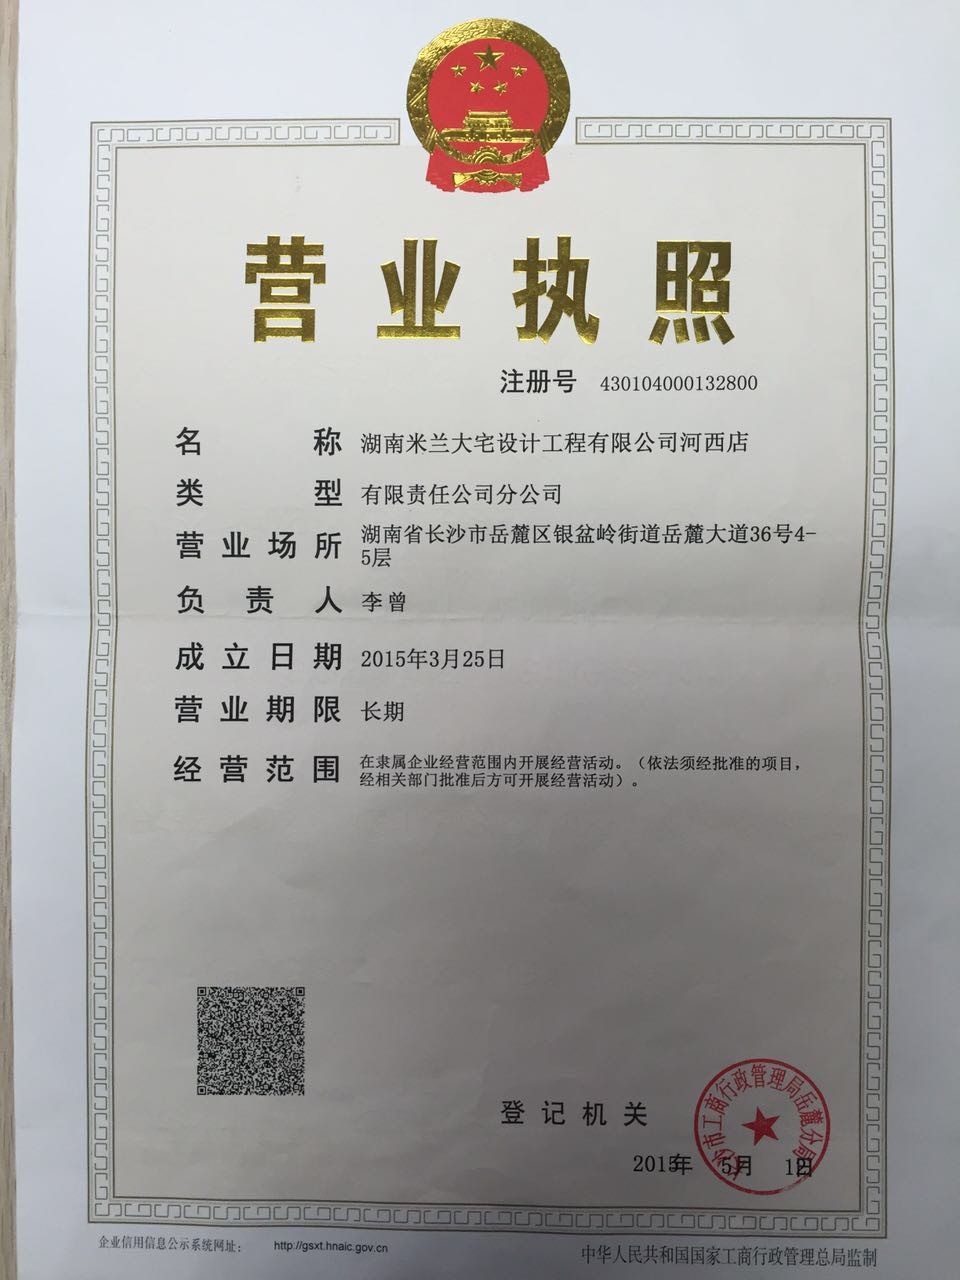 营业执照
注册号 430104000132800
名称 湖南米兰大宅设计工程有限公司河西店
类型 有限责任公司分公司
营业场所 湖南省长沙市岳麓区银盆岭街道岳麓大道36号4-
5层
负责人 李曾
成立日期 2015年3月25日
营业期限 长期
经营范围 在隶属企业经营范围内开展经营活动。（依法须经批准的项目，
经相关部门批准后方可开展经营活动）。
长沙市工商行政管理局岳麓分局
登记机关
2015年 5月 12日
企业信用信息公示系统网址： http://gsxt.hnaic.gov.cn
中华人民共和国国家工商行政管理总局监制